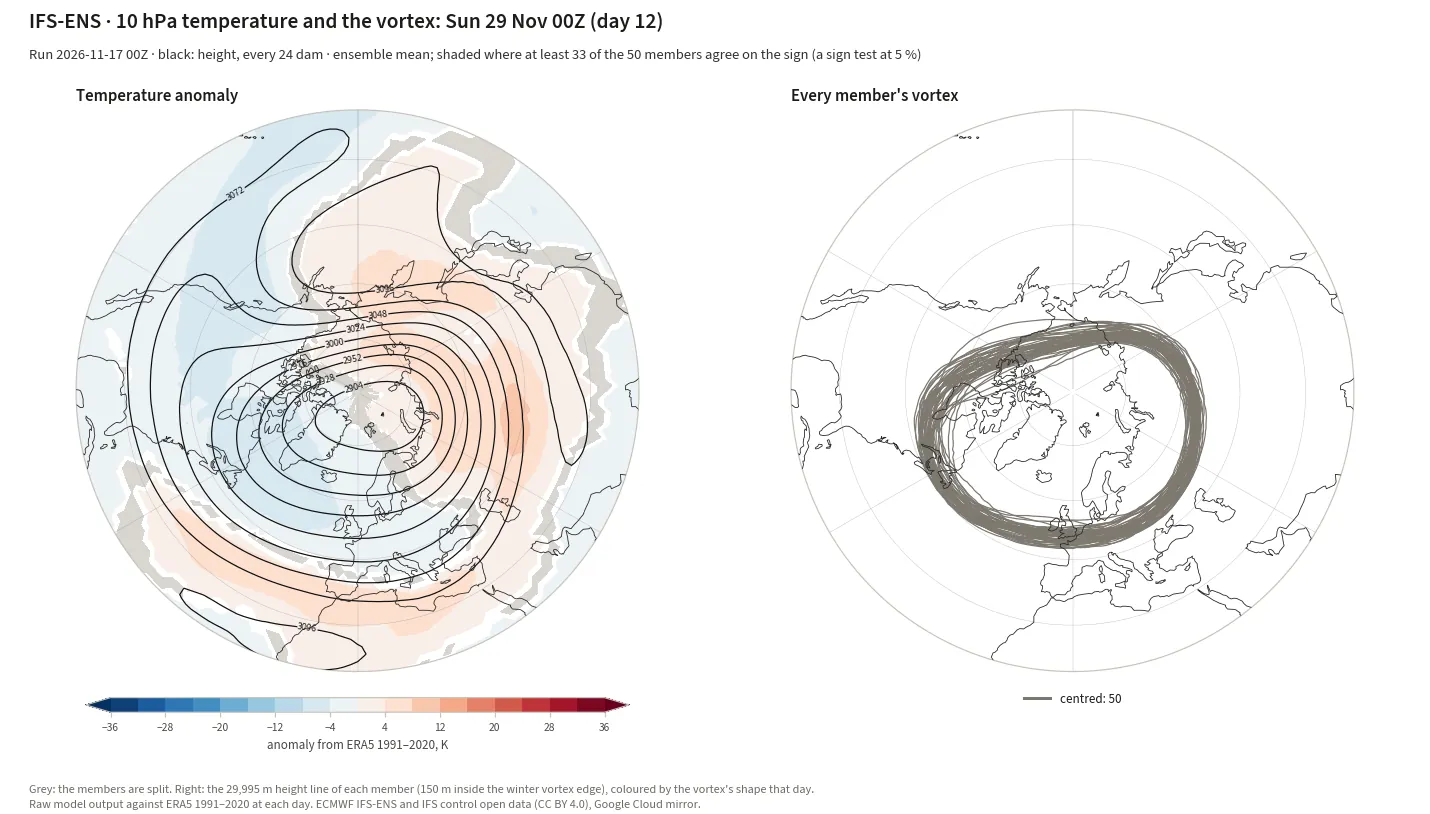 IFS-ENS · 10 hPa temperature and the vortex: Sun 29 Nov 00Z (day 12)
Run 2026-11-17 00Z · black: height, every 24 dam · ensemble mean; shaded where at least 33 of the 50 members agree on the sign (a sign test at 5 %)
Temperature anomaly
Every member's vortex
3072
3048
3024
3000
2952
2928
2904
3096
−36
−28
−20
−12
−4
4
12
20
28
36
anomaly from ERA5 1991–2020, K
centred: 50
Grey: the members are split. Right: the 29,995 m height line of each member (150 m inside the winter vortex edge), coloured by the vortex's shape that day.
Raw model output against ERA5 1991–2020 at each day. ECMWF IFS-ENS and IFS control open data (CC BY 4.0), Google Cloud mirror.